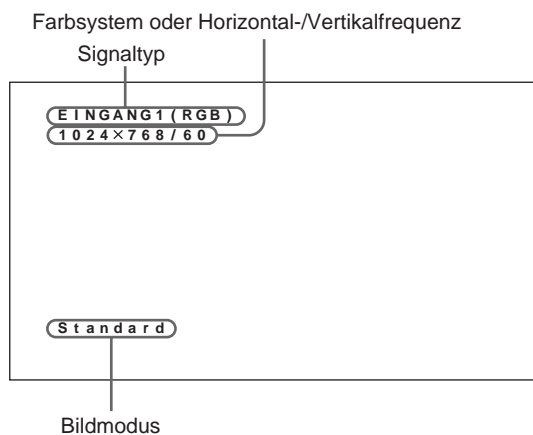 Farbsystem oder Horizontal-/Vertikalfrequenz
Signaltyp
EINGANG1(RGB)
1024×768/60
Standard
Bildmodus